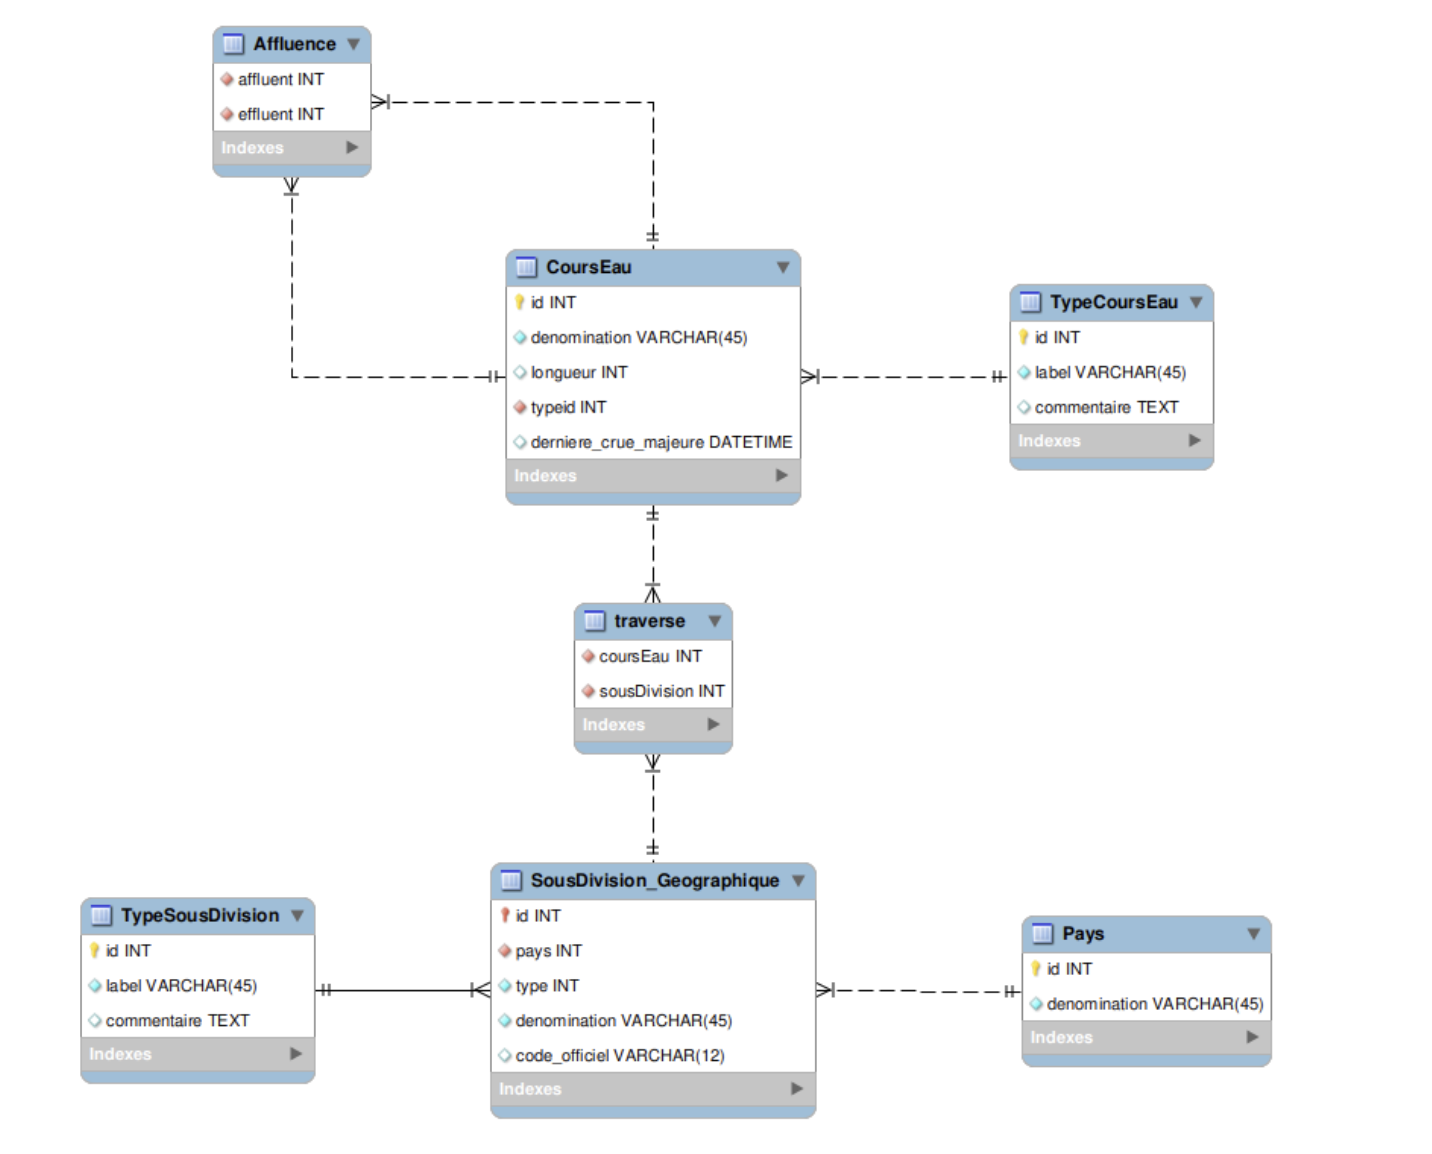 Affluence
affluent INT
effluent INT
Indexes
CoursEau
id INT
denomination VARCHAR(45)
longueur INT
typeid INT
derniere_crue_majeure DATETIME
Indexes
TypeCoursEau
id INT
label VARCHAR(45)
commentaire TEXT
Indexes
traverse
coursEau INT
sousDivision INT
Indexes
SousDivision_Geographique
id INT
pays INT
type INT
denomination VARCHAR(45)
code_officiel VARCHAR(12)
Indexes
TypeSousDivision
id INT
label VARCHAR(45)
commentaire TEXT
Indexes
Pays
id INT
denomination VARCHAR(45)
Indexes